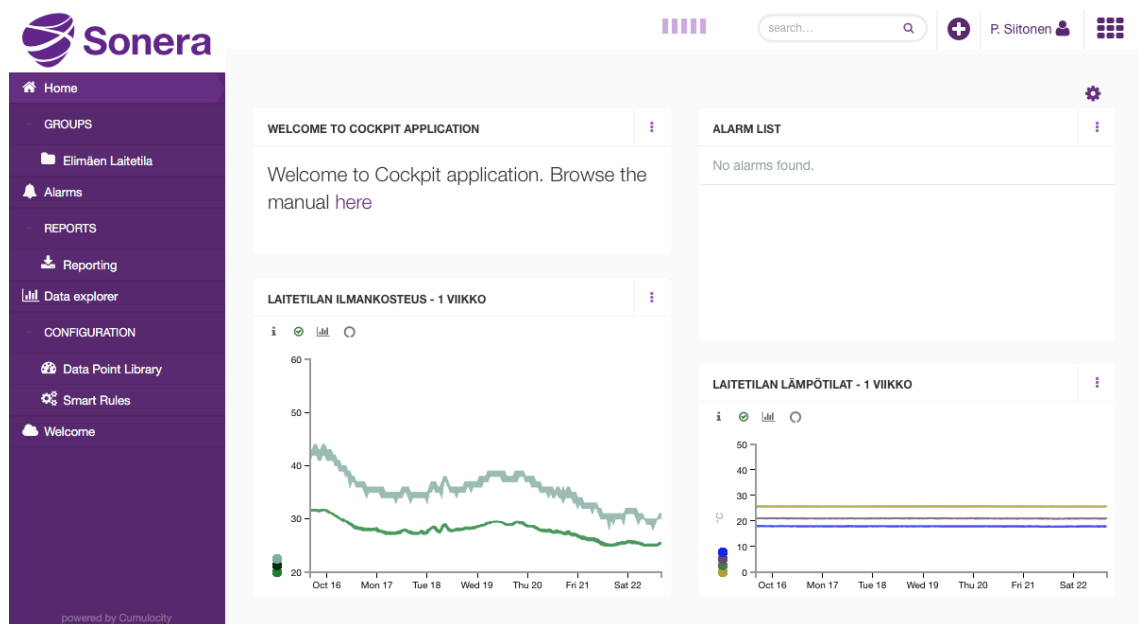 Sonera
search...
P. Siitonen
Home
GROUPS
Elimäen Laitetila
Alarms
REPORTS
Reporting
Data explorer
CONFIGURATION
Data Point Library
Smart Rules
Welcome
powered by Cumulocity
WELCOME TO COCKPIT APPLICATION
Welcome to Cockpit application. Browse the
manual here
ALARM LIST
No alarms found.
LAITETILAN ILMANKOSTEUS - 1 VIIKKO
60
50
40
30
20
Oct 16 Mon 17 Tue 18 Wed 19 Thu 20 Fri 21 Sat 22
LAITETILAN LÄMPÖTILAT - 1 VIIKKO
°C
50
40
30
20
10
0
Oct 16 Mon 17 Tue 18 Wed 19 Thu 20 Fri 21 Sat 22